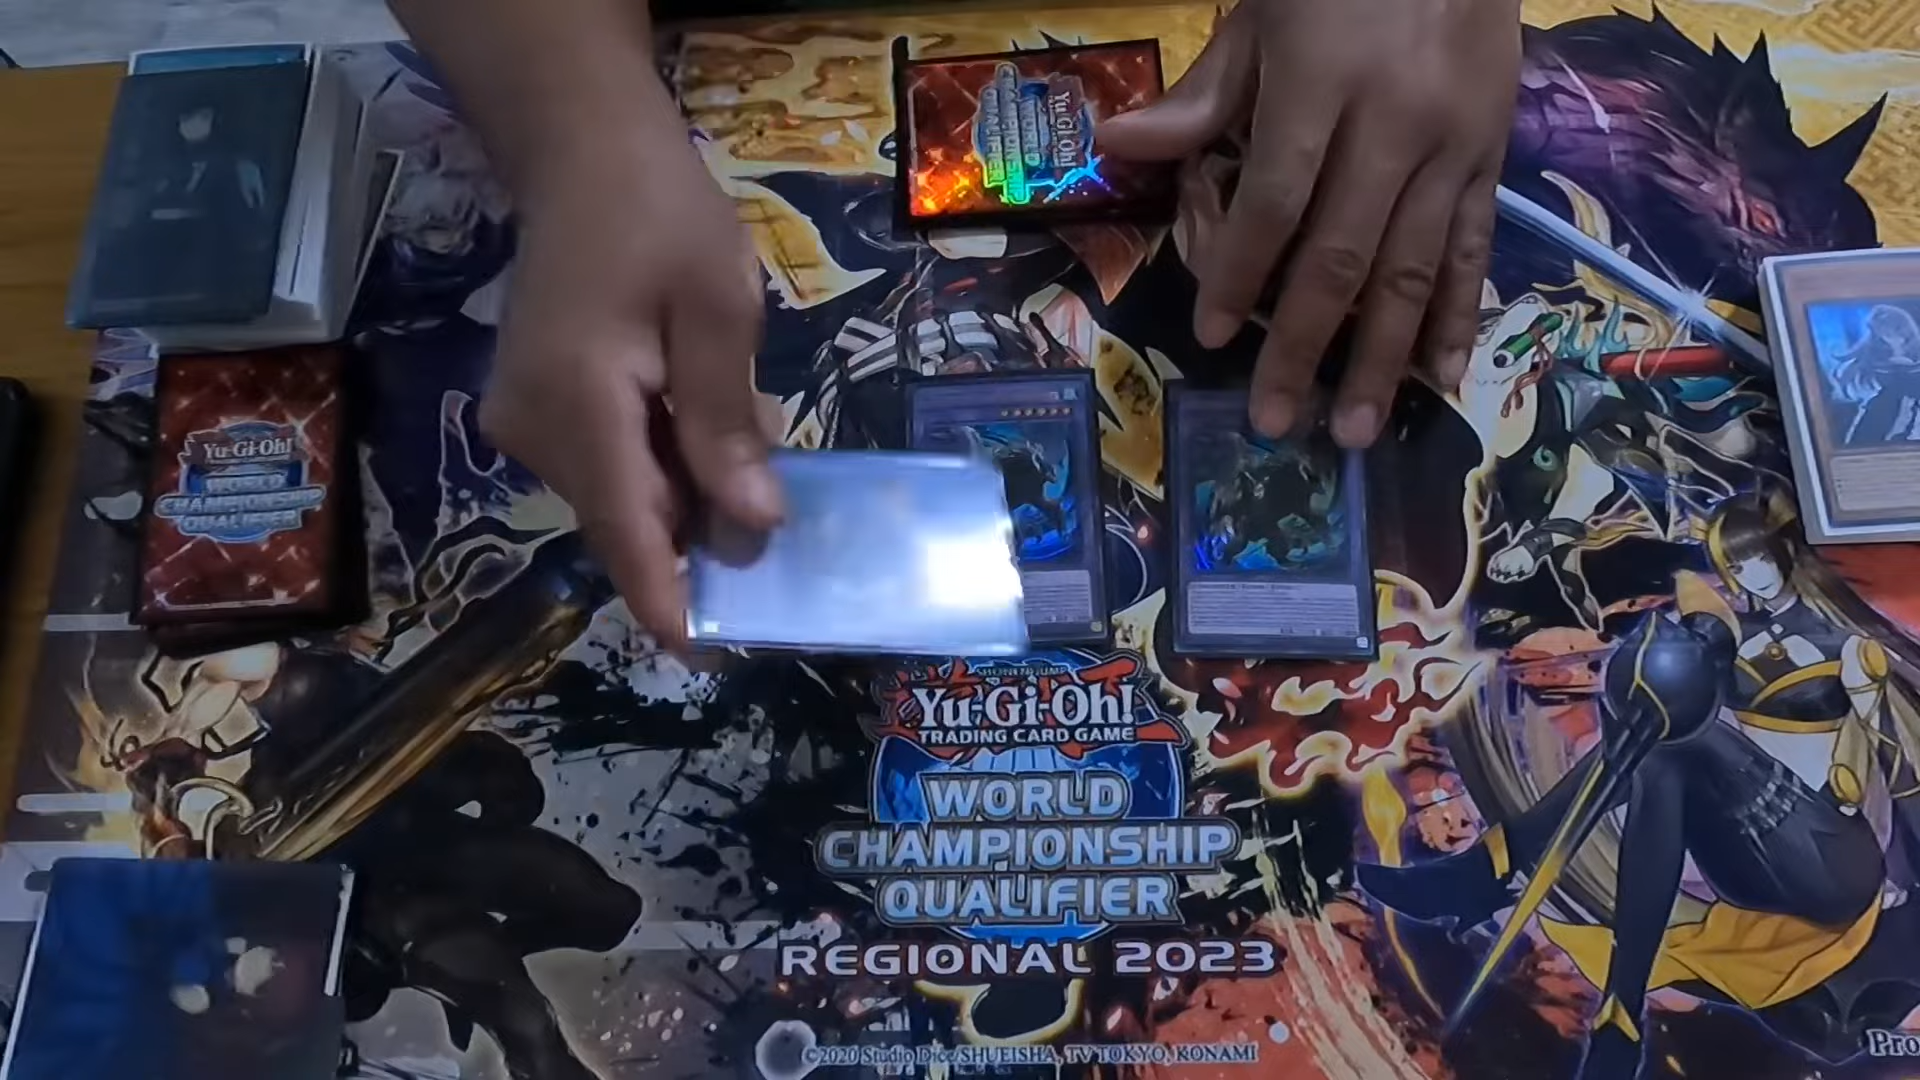 Yu-Gi-Oh!
WORLD
CHAMPIONSHIP
QUALIFIER
Yu-Gi-Oh!
WORLD
CHAMPIONSHIP
QUALIFIER
SHONEN JUMP
Yu-Gi-Oh!
TRADING CARD GAME
WORLD
CHAMPIONSHIP
QUALIFIER
REGIONAL 2023
©2020 Studio Dice/SHUEISHA, TV TOKYO, KONAMI
Pro